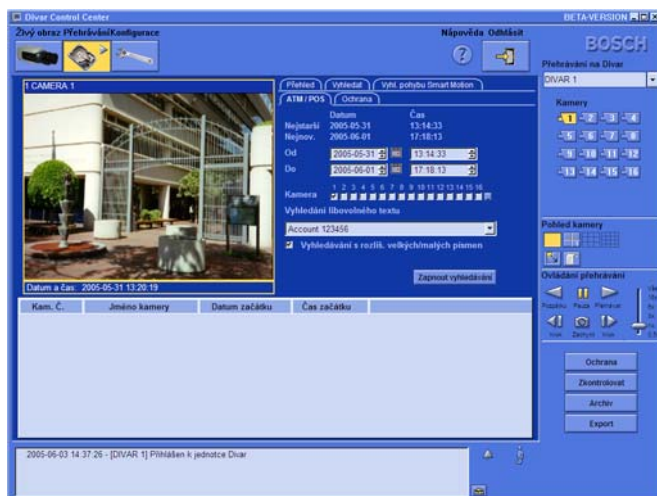 Divar Control Center
BETA-VERSION
Živý obraz Přehrávání Konfigurace
Nápověda Odhlásit
BOSCH
Přehrávání na Divar
DIVAR 1
Kamery
1 2 3 4
5 6 7 8
9 10 11 12
13 14 15 16
Pohled kamery
Ovládání přehrávání
Pauza
Krok Krok
Ochrana
Zkontrolovat
Archiv
Export
1 CAMERA 1
Datum a čas: 2005-05-31 13:20:19
Přehled Vyhledat Vyhl. pohybu Smart Motion
ATM / POS Ochrana
Datum Čas
Nejstarší 2005-05-31 13:14:33
Nejnov. 2005-06-01 17:18:13
Od 2005-05-31 13:14:33
Do 2005-06-01 17:18:13
1 2 3 4 5 6 7 8 9 10 11 12 13 14 15 16
Kamera
Vyhledání libovolného textu
Account 123456
Vyhledávání s rozliš. velkých/malých písmen
Zapnout vyhledávání
Kam. Č. Jméno kamery Datum začátku Čas začátku
2005-06-03 14:37:26 - [DIVAR 1] Přihlášen k jednotce Divar